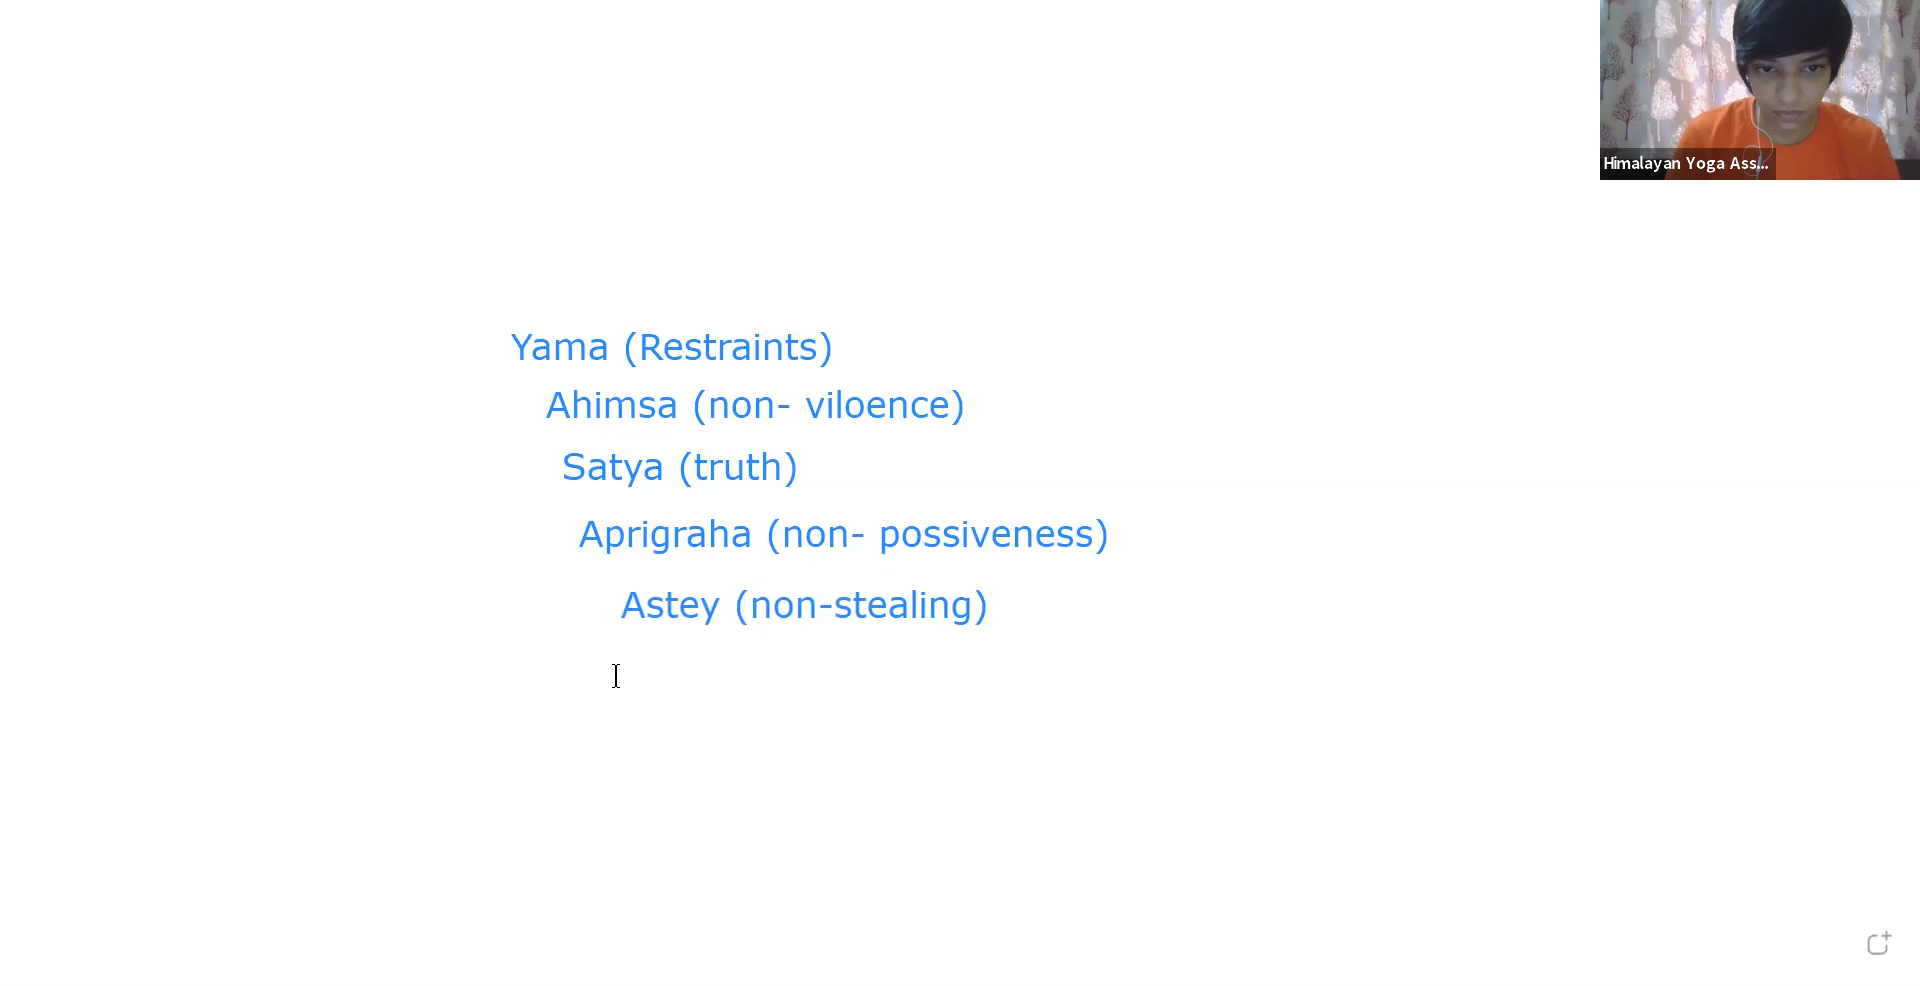 Himalayan Yoga Ass...
Yama (Restraints)
Ahimsa (non- viloence)
Satya (truth)
Aprigraha (non- possiveness)
Astey (non-stealing)